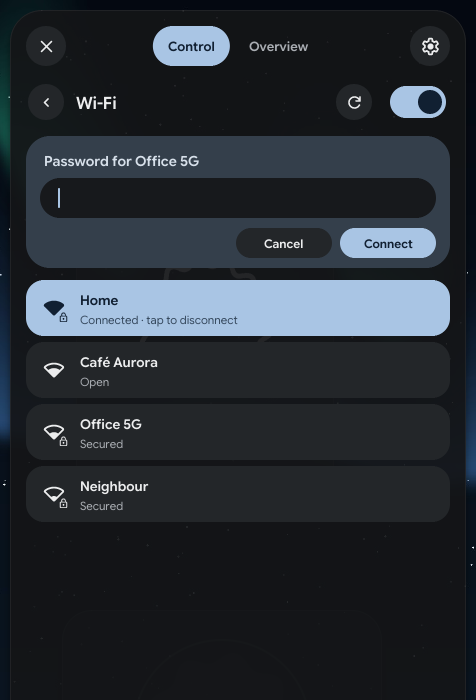 Control Overview
Wi-Fi
Password for Office 5G
Cancel Connect
Home
Connected · tap to disconnect
Café Aurora
Open
Office 5G
Secured
Neighbour
Secured